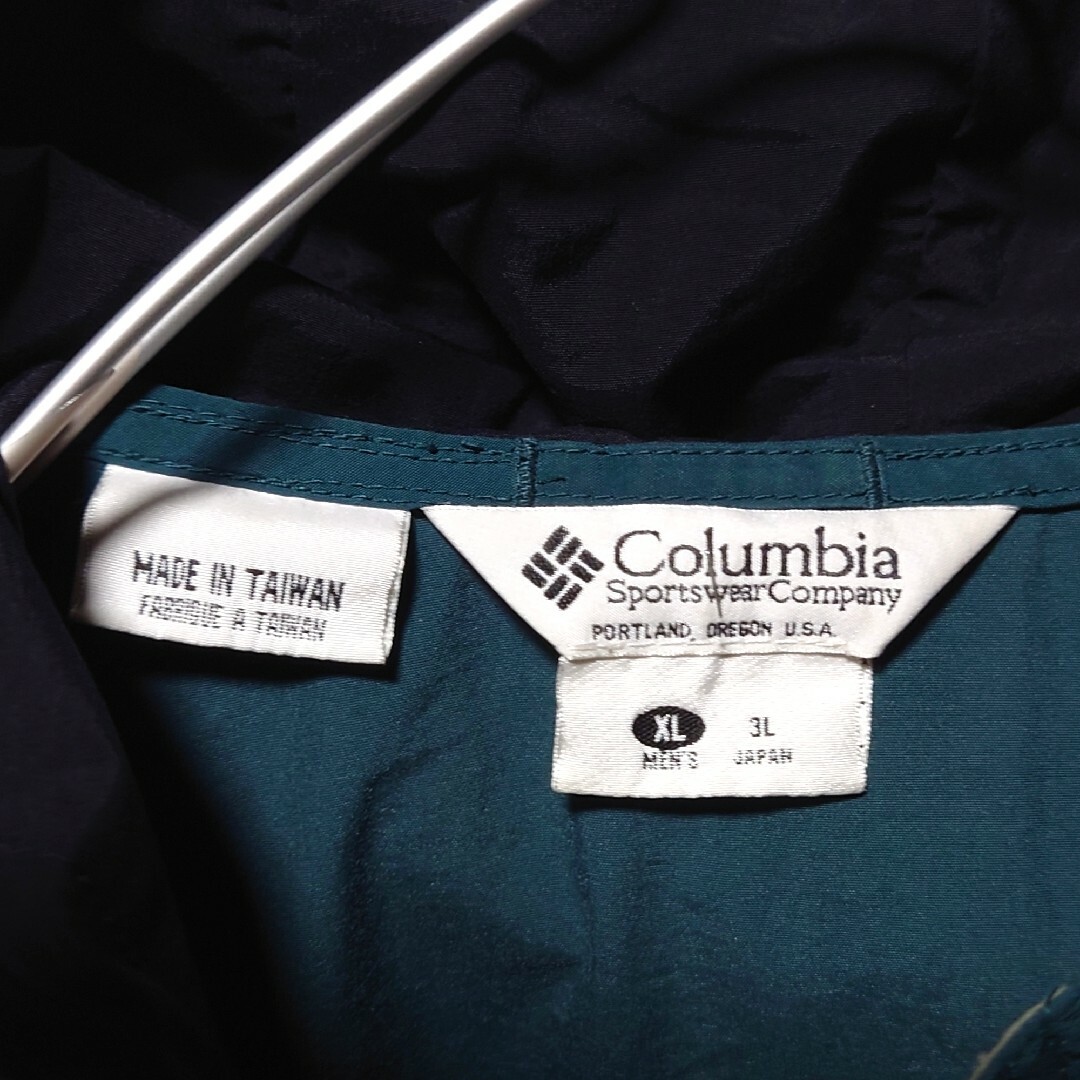 MADE IN TAIWAN
FABRIQUE A TAIWAN
Columbia
Sportswear Company
PORTLAND, OREGON U.S.A.
XL 3L
MEN'S JAPAN